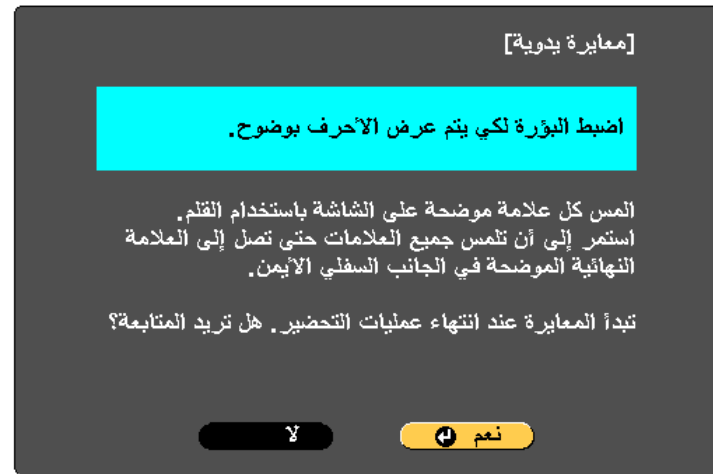 [معايرة يدوية]
اضبط البؤرة لكي يتم عرض الأحرف بوضوح.
المس كل علامة موضحة على الشاشة باستخدام القلم.
استمر إلى أن تلمس جميع العلامات حتى تصل إلى العلامة
النهائية الموضحة في الجانب السفلي الأيمن.
تبدأ المعايرة عند انتهاء عمليات التحضير. هل تريد المتابعة؟
نعم
لا